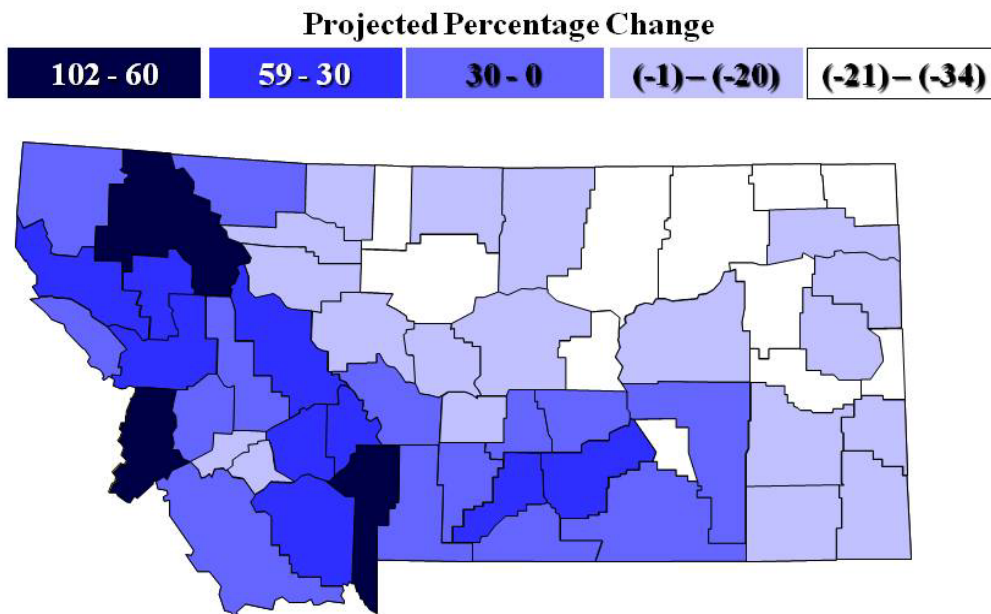 Projected Percentage Change
102 - 60 59 - 30 30 - 0 (-1) – (-20) (-21) – (-34)